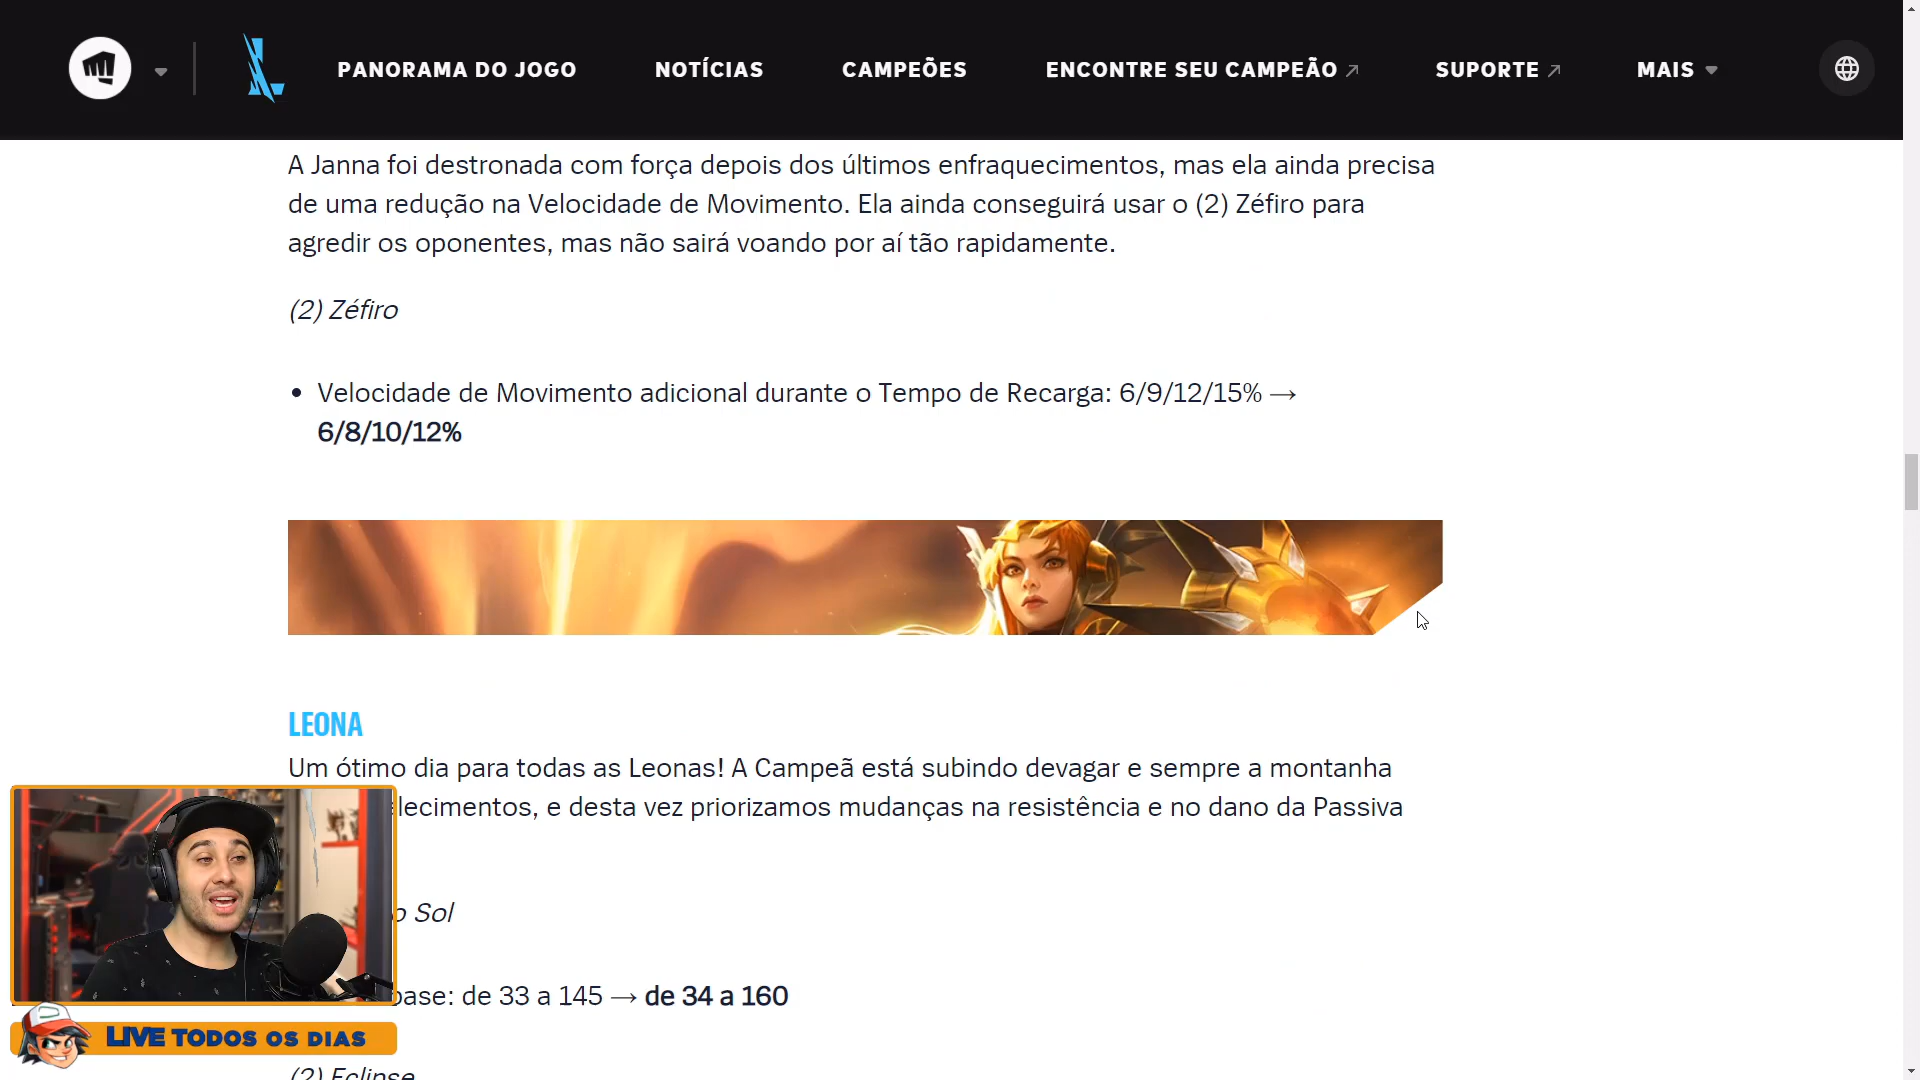 PANORAMA DO JOGO
NOTÍCIAS
CAMPEÕES
ENCONTRE SEU CAMPEÃO
SUPORTE
MAIS
A Janna foi destronada com força depois dos últimos enfraquecimentos, mas ela ainda precisa
de uma redução na Velocidade de Movimento. Ela ainda conseguirá usar o (2) Zéfiro para
agredir os oponentes, mas não sairá voando por aí tão rapidamente.
(2) Zéfiro
• Velocidade de Movimento adicional durante o Tempo de Recarga: 6/9/12/15% →
6/8/10/12%
LEONA
Um ótimo dia para todas as Leonas! A Campeã está subindo devagar e sempre a montanha
lecimentos, e desta vez priorizamos mudanças na resistência e no dano da Passiva
o Sol
base: de 33 a 145 → de 34 a 160
LIVE TODOS OS DIAS
(2) Eclipse